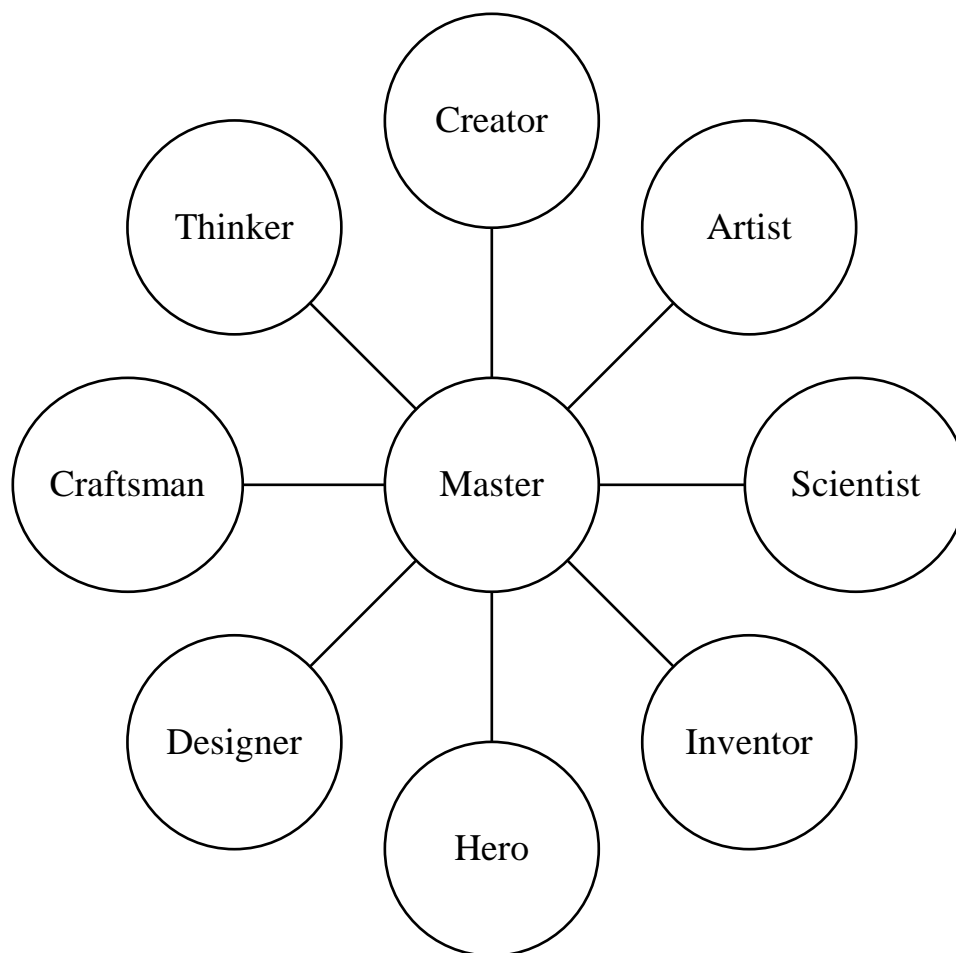 Creator
Thinker
Artist
Craftsman
Master
Scientist
Designer
Inventor
Hero